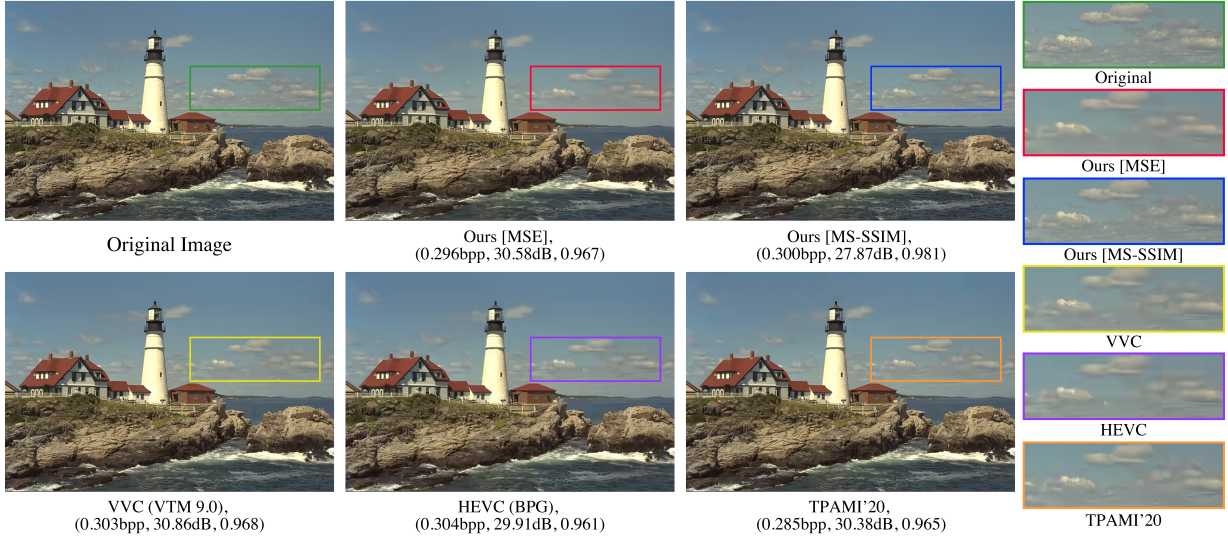 Original Image
Ours [MSE],
(0.296bpp, 30.58dB, 0.967)
Ours [MS-SSIM],
(0.300bpp, 27.87dB, 0.981)
VVC (VTM 9.0),
(0.303bpp, 30.86dB, 0.968)
HEVC (BPG),
(0.304bpp, 29.91dB, 0.961)
TPAMI'20,
(0.285bpp, 30.38dB, 0.965)
Original
Ours [MSE]
Ours [MS-SSIM]
VVC
HEVC
TPAMI'20